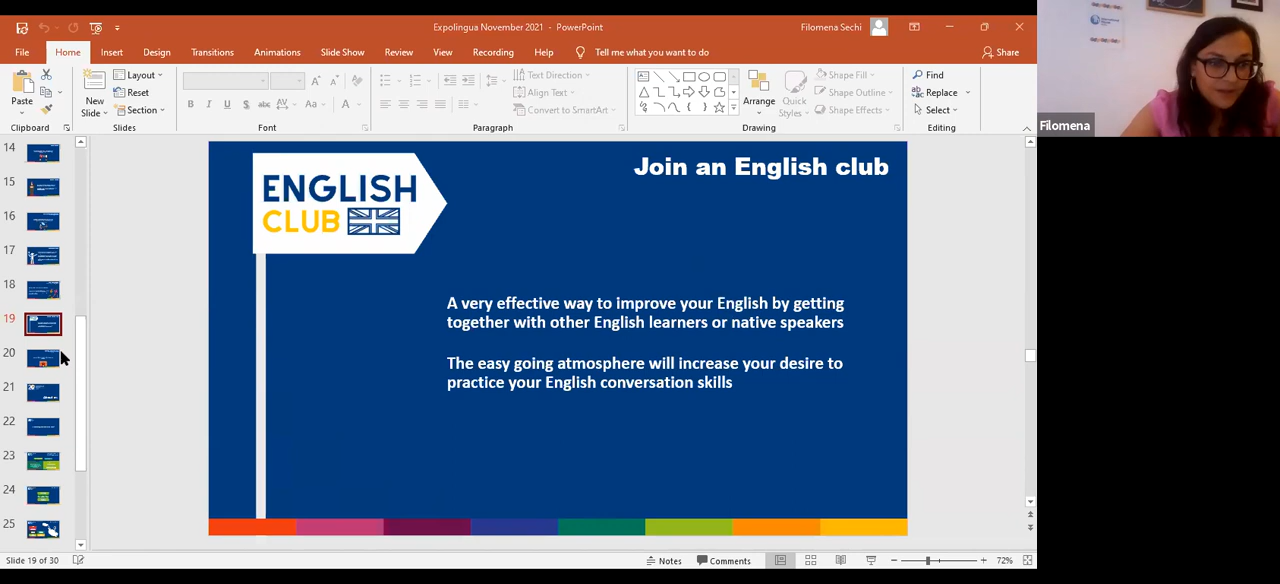 Expolingua November 2021 - PowerPoint
Filomena Sechi
File Home Insert Design Transitions Animations Slide Show Review View Recording Help Tell me what you want to do Share
Paste
Clipboard
New
Slide
Layout
Reset
Section
Slides
B I U S abc AV Aa A
Font
Text Direction
Align Text
Convert to SmartArt
Paragraph
Arrange
Quick
Styles
Shape Fill
Shape Outline
Shape Effects
Drawing
Find
Replace
Select
Editing
Filomena
14
15
16
17
18
19
20
21
22
23
24
25
Join an English club
ENGLISH
CLUB
A very effective way to improve your English by getting
together with other English learners or native speakers
The easy going atmosphere will increase your desire to
practice your English conversation skills
Slide 19 of 30
Notes Comments 72%